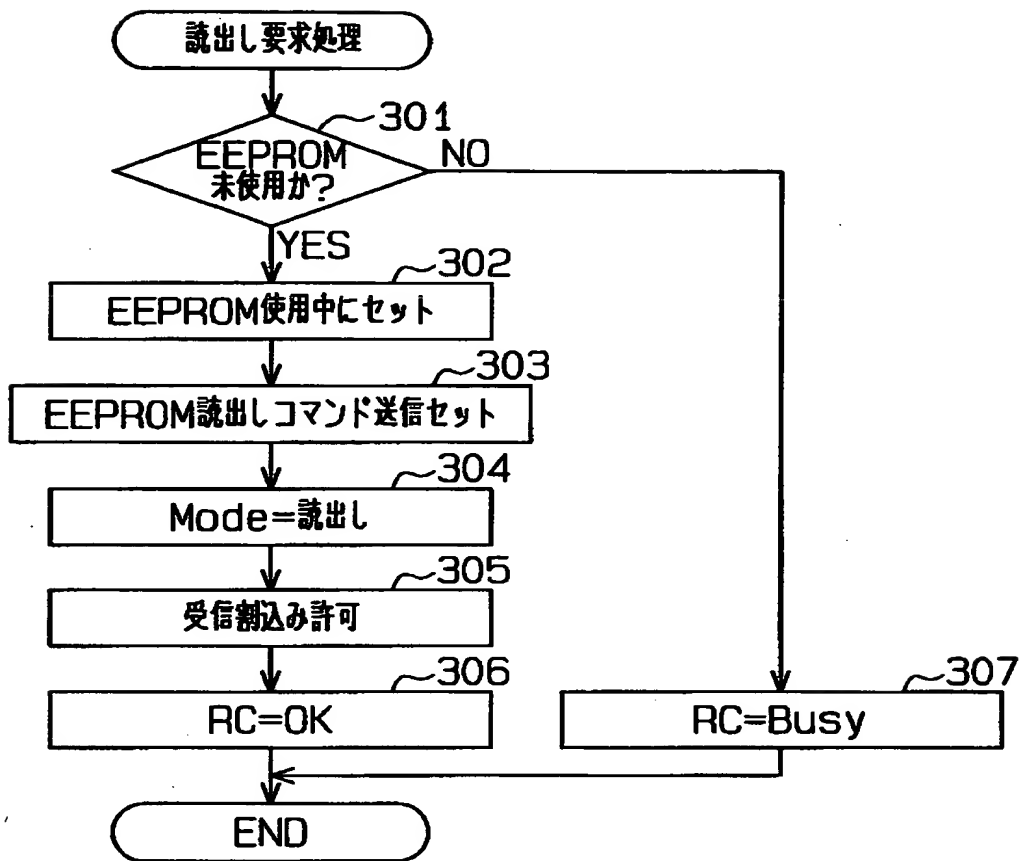 読出し要求処理
301
EEPROM
未使用か?
NO
YES
302
EEPROM使用中にセット
303
EEPROM読出しコマンド送信セット
304
Mode=読出し
305
受信割込み許可
306
RC=OK
307
RC=Busy
END